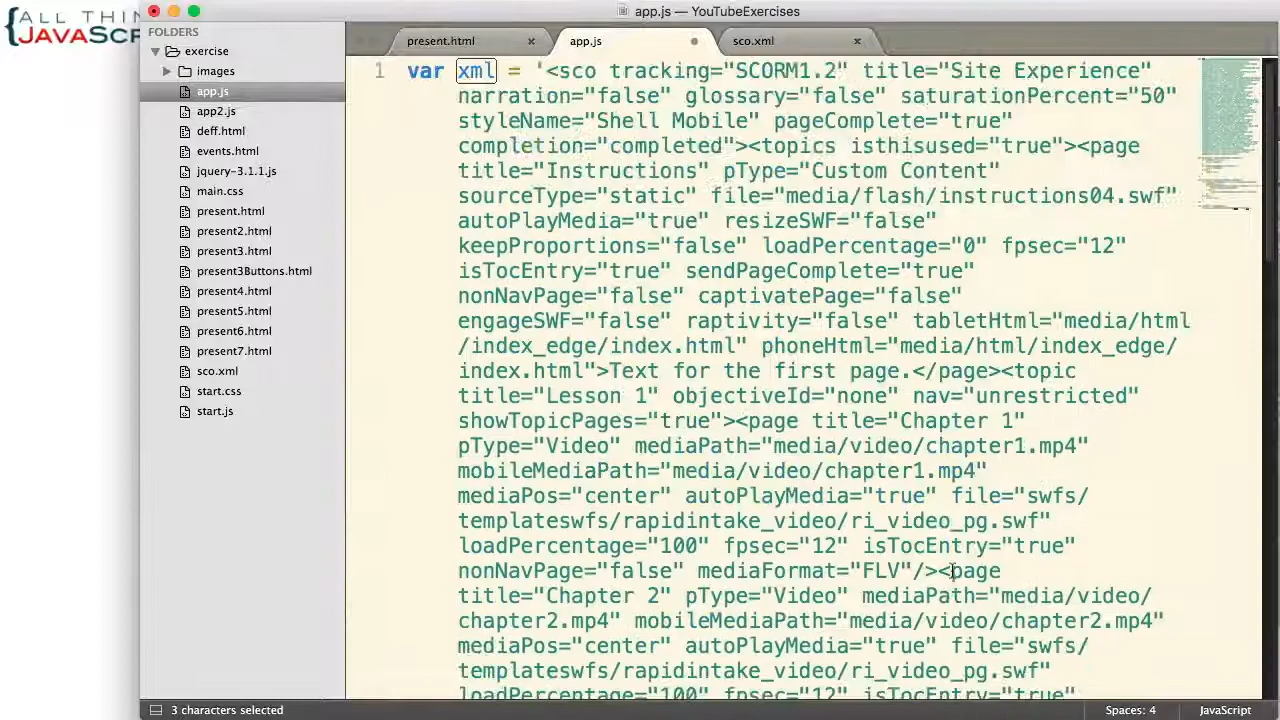 ALL THIN
{JAVASCR
app.js — YouTubeExercises
FOLDERS
exercise
images
app.js
app2.js
deff.html
events.html
jquery-3.1.1.js
main.css
present.html
present2.html
present3.html
present3Buttons.html
present4.html
present5.html
present6.html
present7.html
sco.xml
start.css
start.js
present.html ×
app.js
sco.xml ×
1 var xml = '<sco tracking="SCORM1.2" title="Site Experience"
narration="false" glossary="false" saturationPercent="50"
styleName="Shell Mobile" pageComplete="true"
completion="completed"><topics isthisused="true"><page
title="Instructions" pType="Custom Content"
sourceType="static" file="media/flash/instructions04.swf"
autoPlayMedia="true" resizeSWF="false"
keepProportions="false" loadPercentage="0" fpsec="12"
isTocEntry="true" sendPageComplete="true"
nonNavPage="false" captivatePage="false"
engageSWF="false" raptivity="false" tabletHtml="media/html
/index_edge/index.html" phoneHtml="media/html/index_edge/
index.html">Text for the first page.</page><topic
title="Lesson 1" objectiveId="none" nav="unrestricted"
showTopicPages="true"><page title="Chapter 1"
pType="Video" mediaPath="media/video/chapter1.mp4"
mobileMediaPath="media/video/chapter1.mp4"
mediaPos="center" autoPlayMedia="true" file="swfs/
templateswfs/rapidintake_video/ri_video_pg.swf"
loadPercentage="100" fpsec="12" isTocEntry="true"
nonNavPage="false" mediaFormat="FLV"/><page
title="Chapter 2" pType="Video" mediaPath="media/video/
chapter2.mp4" mobileMediaPath="media/video/chapter2.mp4"
mediaPos="center" autoPlayMedia="true" file="swfs/
templateswfs/rapidintake_video/ri_video_pg.swf"
loadPercentage="100" fpsec="12" isTocEntry="true"
3 characters selected
Spaces: 4
JavaScript